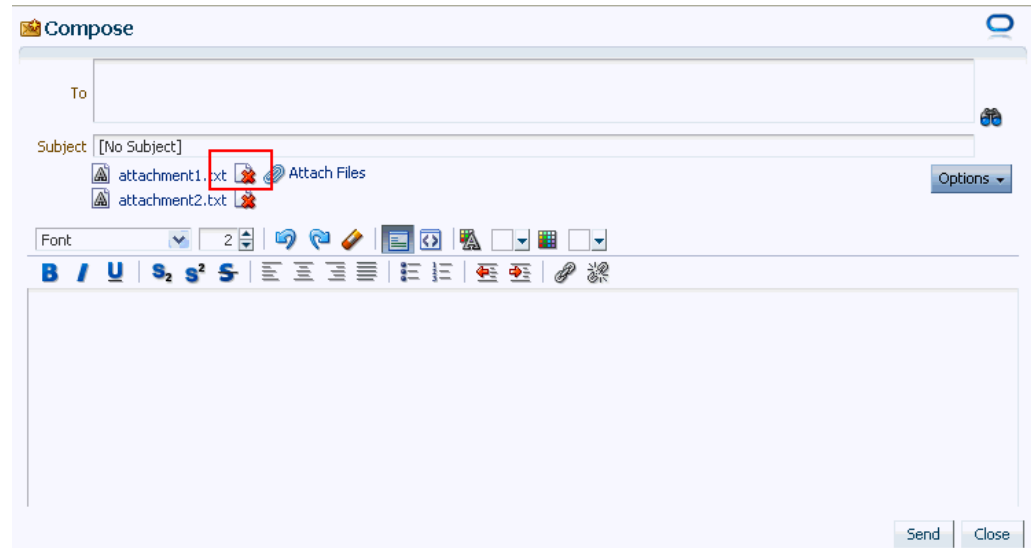 Compose
To
Subject [No Subject]
attachment1.txt Attach Files
Options
attachment2.txt
Font 2
B I U S₂ S² S
Send Close